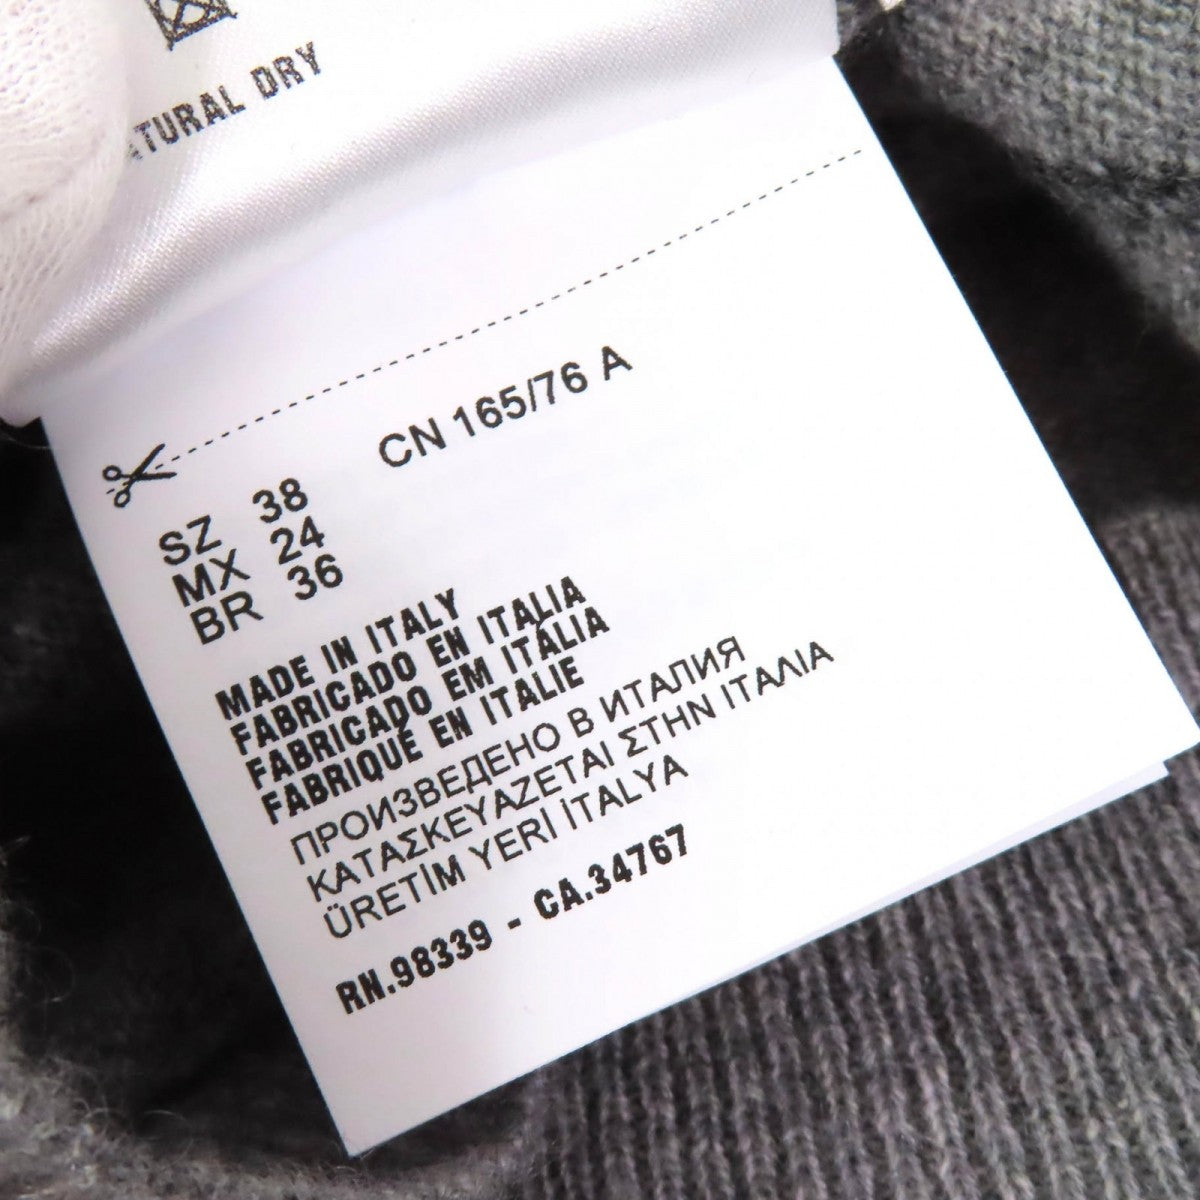 NATURAL DRY
CN 165/76 A
SZ 38
MX 24
BR 36
MADE IN ITALY
FABRICADO EN ITALIA
FABRICADO EM ITÁLIA
FABRIQUÉ EN ITALIE
ПРОИЗВЕДЕНО В ИТАЛИЯ
ΚΑΤΑΣΚΕΥΑΖΕΤΑΙ ΣΤΗΝ ΙΤΑΛΙΑ
ÜRETİM YERİ İTALYA
RN.98339 - CA.34767